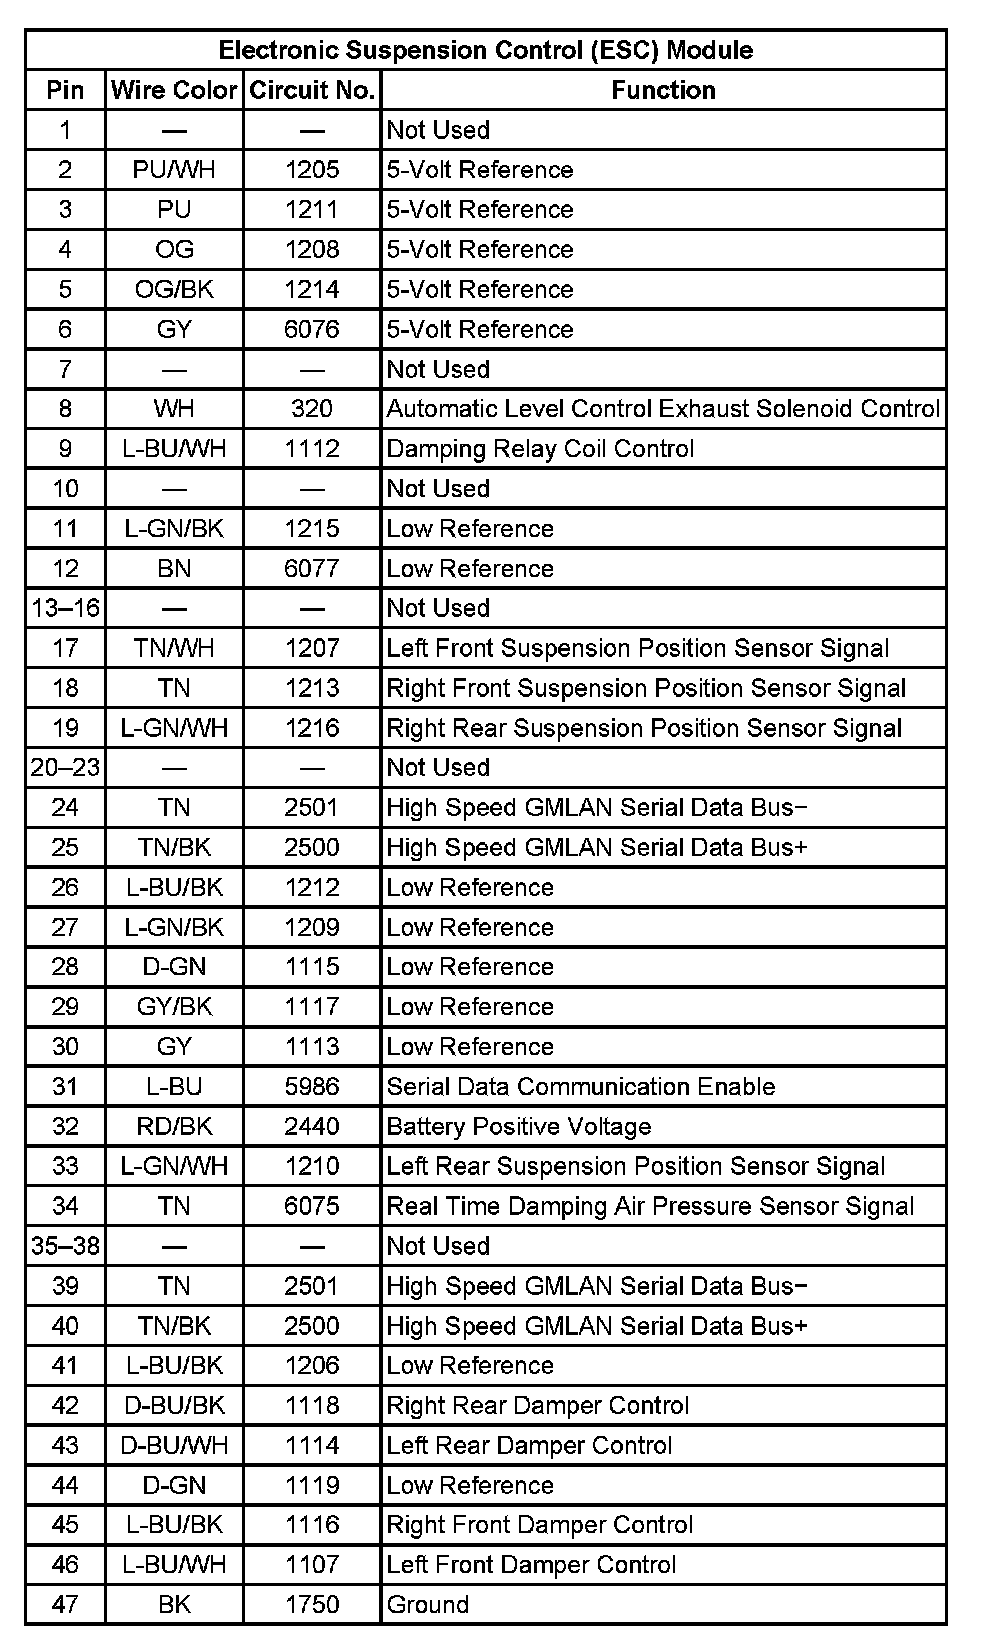 Electronic Suspension Control (ESC) Module
Pin Wire Color Circuit No. Function
1 — — Not Used
2 PU/WH 1205 5-Volt Reference
3 PU 1211 5-Volt Reference
4 OG 1208 5-Volt Reference
5 OG/BK 1214 5-Volt Reference
6 GY 6076 5-Volt Reference
7 — — Not Used
8 WH 320 Automatic Level Control Exhaust Solenoid Control
9 L-BU/WH 1112 Damping Relay Coil Control
10 — — Not Used
11 L-GN/BK 1215 Low Reference
12 BN 6077 Low Reference
13–16 — — Not Used
17 TN/WH 1207 Left Front Suspension Position Sensor Signal
18 TN 1213 Right Front Suspension Position Sensor Signal
19 L-GN/WH 1216 Right Rear Suspension Position Sensor Signal
20–23 — — Not Used
24 TN 2501 High Speed GMLAN Serial Data Bus−
25 TN/BK 2500 High Speed GMLAN Serial Data Bus+
26 L-BU/BK 1212 Low Reference
27 L-GN/BK 1209 Low Reference
28 D-GN 1115 Low Reference
29 GY/BK 1117 Low Reference
30 GY 1113 Low Reference
31 L-BU 5986 Serial Data Communication Enable
32 RD/BK 2440 Battery Positive Voltage
33 L-GN/WH 1210 Left Rear Suspension Position Sensor Signal
34 TN 6075 Real Time Damping Air Pressure Sensor Signal
35–38 — — Not Used
39 TN 2501 High Speed GMLAN Serial Data Bus−
40 TN/BK 2500 High Speed GMLAN Serial Data Bus+
41 L-BU/BK 1206 Low Reference
42 D-BU/BK 1118 Right Rear Damper Control
43 D-BU/WH 1114 Left Rear Damper Control
44 D-GN 1119 Low Reference
45 L-BU/BK 1116 Right Front Damper Control
46 L-BU/WH 1107 Left Front Damper Control
47 BK 1750 Ground